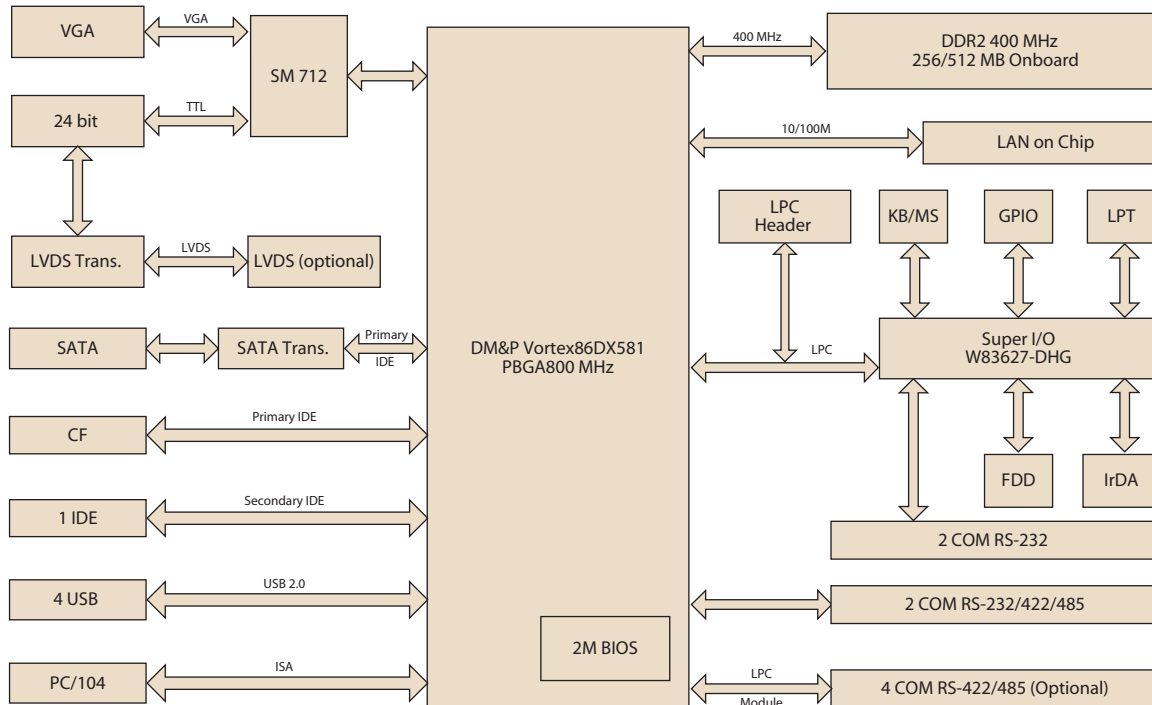 VGA
VGA
SM 712
24 bit
TTL
LVDS Trans.
LVDS
LVDS (optional)
SATA
SATA Trans.
Primary
IDE
CF
Primary IDE
1 IDE
Secondary IDE
4 USB
USB 2.0
PC/104
ISA
DM&P Vortex86DX581
PBGA800 MHz
2M BIOS
400 MHz
DDR2 400 MHz
256/512 MB Onboard
10/100M
LAN on Chip
LPC
Header
KB/MS
GPIO
LPT
LPC
Super I/O
W83627-DHG
FDD
IrDA
2 COM RS-232
2 COM RS-232/422/485
LPC
Module
4 COM RS-422/485 (Optional)